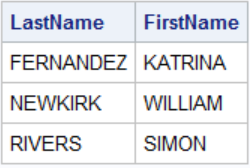 LastName FirstName
FERNANDEZ KATRINA
NEWKIRK WILLIAM
RIVERS SIMON